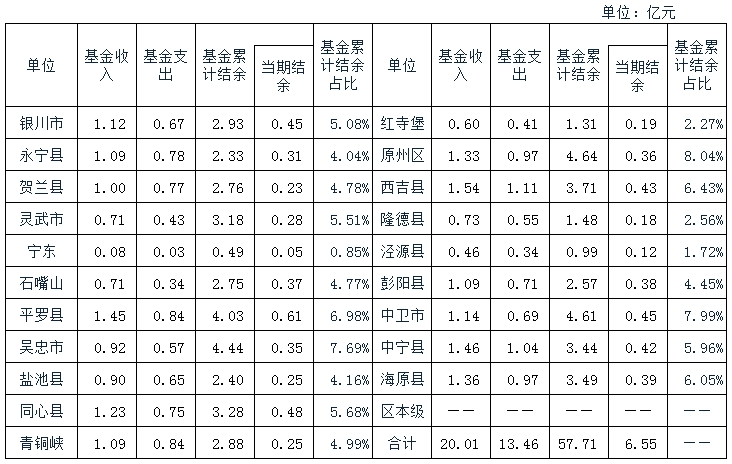 单位：亿元
单位 基金收入 基金支出 基金累计结余 当期结余 基金累计结余占比 单位 基金收入 基金支出 基金累计结余 当期结余 基金累计结余占比
银川市 1.12 0.67 2.93 0.45 5.08% 红寺堡 0.60 0.41 1.31 0.19 2.27%
永宁县 1.09 0.78 2.33 0.31 4.04% 原州区 1.33 0.97 4.64 0.36 8.04%
贺兰县 1.00 0.77 2.76 0.23 4.78% 西吉县 1.54 1.11 3.71 0.43 6.43%
灵武市 0.71 0.43 3.18 0.28 5.51% 隆德县 0.73 0.55 1.48 0.18 2.56%
宁东 0.08 0.03 0.49 0.05 0.85% 泾源县 0.46 0.34 0.99 0.12 1.72%
石嘴山 0.71 0.34 2.75 0.37 4.77% 彭阳县 1.09 0.71 2.57 0.38 4.45%
平罗县 1.45 0.84 4.03 0.61 6.98% 中卫市 1.14 0.69 4.61 0.45 7.99%
吴忠市 0.92 0.57 4.44 0.35 7.69% 中宁县 1.46 1.04 3.44 0.42 5.96%
盐池县 0.90 0.65 2.40 0.25 4.16% 海原县 1.36 0.97 3.49 0.39 6.05%
同心县 1.23 0.75 3.28 0.48 5.68% 区本级 —— —— —— —— ——
青铜峡 1.09 0.84 2.88 0.25 4.99% 合计 20.01 13.46 57.71 6.55 ——